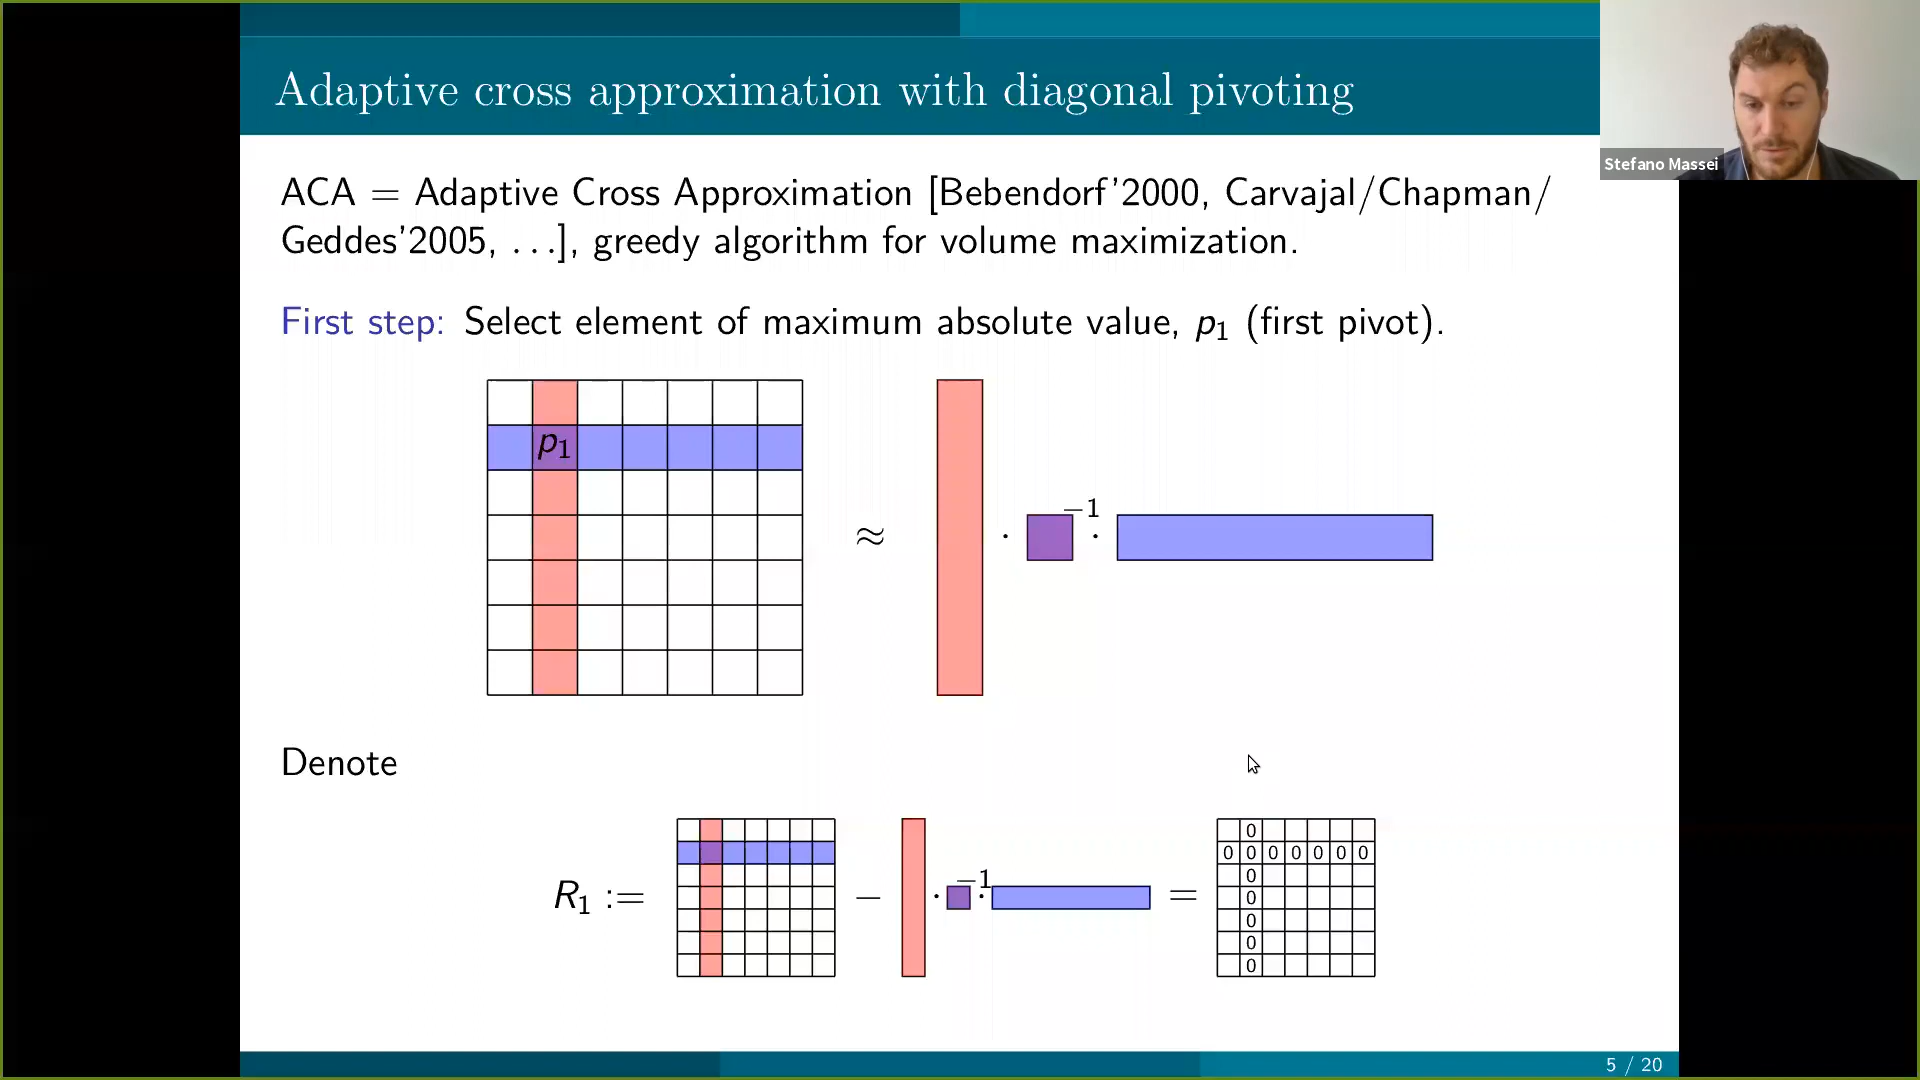 Adaptive cross approximation with diagonal pivoting
Stefano Massei
ACA = Adaptive Cross Approximation [Bebendorf'2000, Carvajal/Chapman/
Geddes'2005, ...], greedy algorithm for volume maximization.
First step: Select element of maximum absolute value, p₁ (first pivot).
p₁
≈ · ⁻¹ ·
Denote
R₁ := − · ⁻¹ · =
0
0 0 0 0 0 0 0
0
0
0
0
0
5 / 20